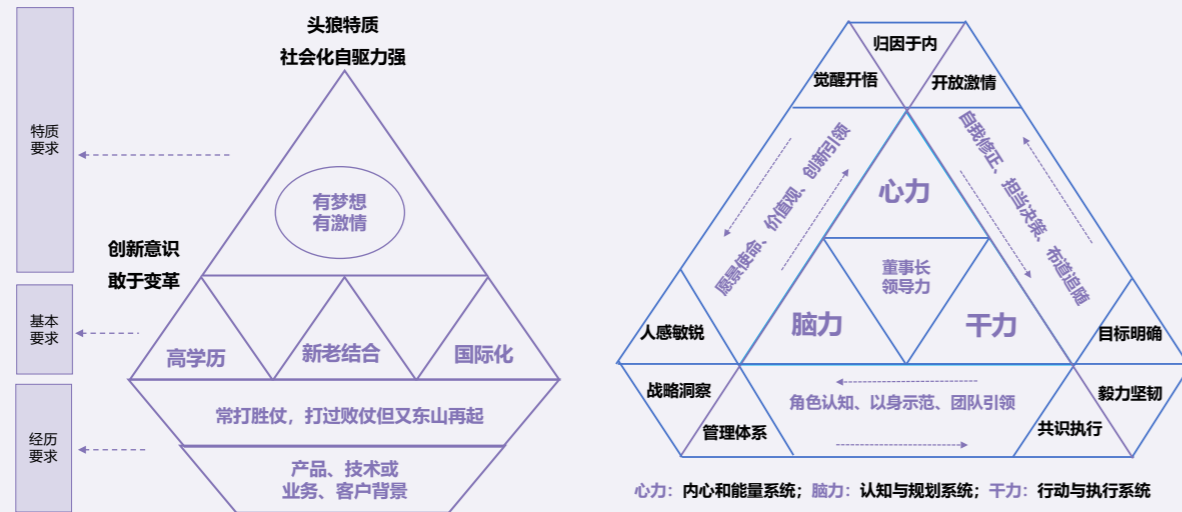 头狼特质
社会化自驱力强
特质
要求
有梦想
有激情
创新意识
敢于变革
基本
要求
高学历
新老结合
国际化
经历
要求
常打胜仗，打过败仗但又东山再起
产品、技术或
业务、客户背景
归因于内
觉醒开悟
开放激情
愿景使命、价值观、创新引领
自我修正、担当决策、布道追随
心力
董事长
领导力
脑力
干力
人感敏锐
目标明确
战略洞察
毅力坚韧
角色认知、以身示范、团队引领
管理体系
共识执行
心力：内心和能量系统；脑力：认知与规划系统；干力：行动与执行系统